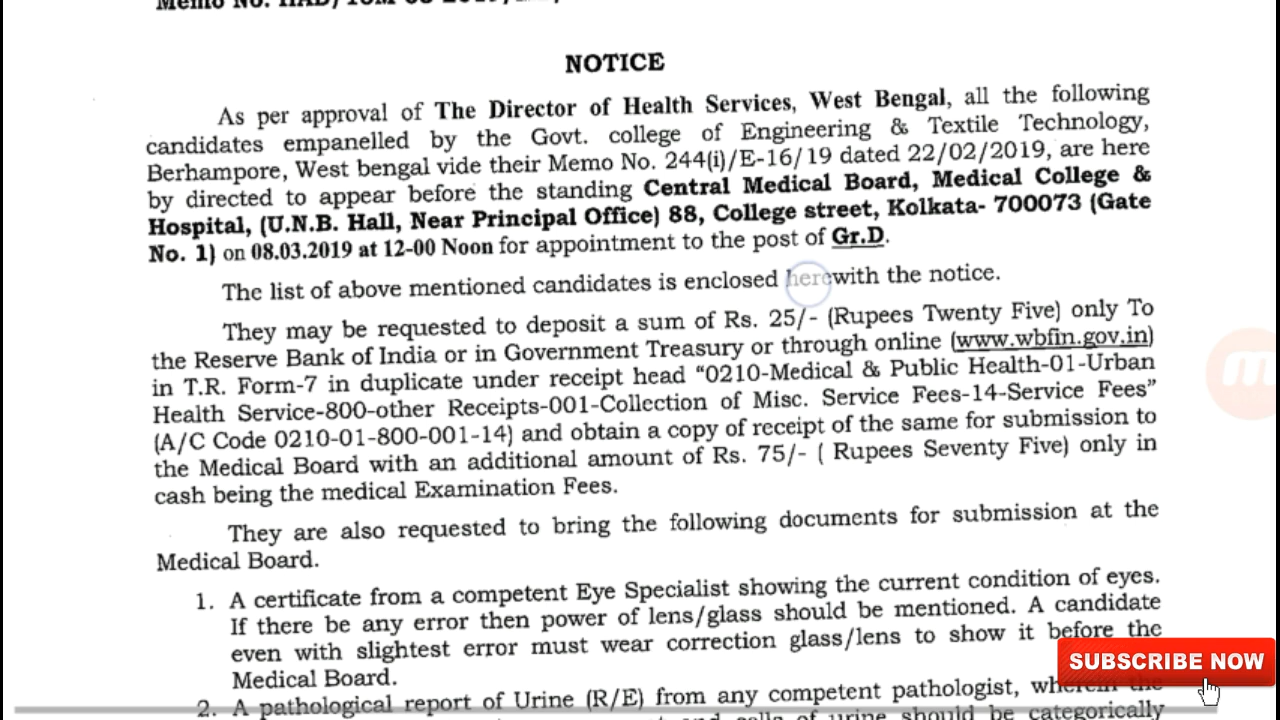 NOTICE
As per approval of The Director of Health Services, West Bengal, all the following
candidates empanelled by the Govt. college of Engineering & Textile Technology,
Berhampore, West bengal vide their Memo No. 244(i)/E-16/19 dated 22/02/2019, are here
by directed to appear before the standing Central Medical Board, Medical College &
Hospital, (U.N.B. Hall, Near Principal Office) 88, College street, Kolkata- 700073 (Gate
No. 1) on 08.03.2019 at 12-00 Noon for appointment to the post of Gr.D.
The list of above mentioned candidates is enclosed herewith the notice.
They may be requested to deposit a sum of Rs. 25/- (Rupees Twenty Five) only To
the Reserve Bank of India or in Government Treasury or through online (www.wbfin.gov.in)
in T.R. Form-7 in duplicate under receipt head “0210-Medical & Public Health-01-Urban
Health Service-800-other Receipts-001-Collection of Misc. Service Fees-14-Service Fees”
(A/C Code 0210-01-800-001-14) and obtain a copy of receipt of the same for submission to
the Medical Board with an additional amount of Rs. 75/- ( Rupees Seventy Five) only in
cash being the medical Examination Fees.
They are also requested to bring the following documents for submission at the
Medical Board.
1. A certificate from a competent Eye Specialist showing the current condition of eyes.
If there be any error then power of lens/glass should be mentioned. A candidate
even with slightest error must wear correction glass/lens to show it before the
Medical Board.
SUBSCRIBE NOW
2. A pathological report of Urine (R/E) from any competent pathologist, wherein the
cells of urine should be categorically